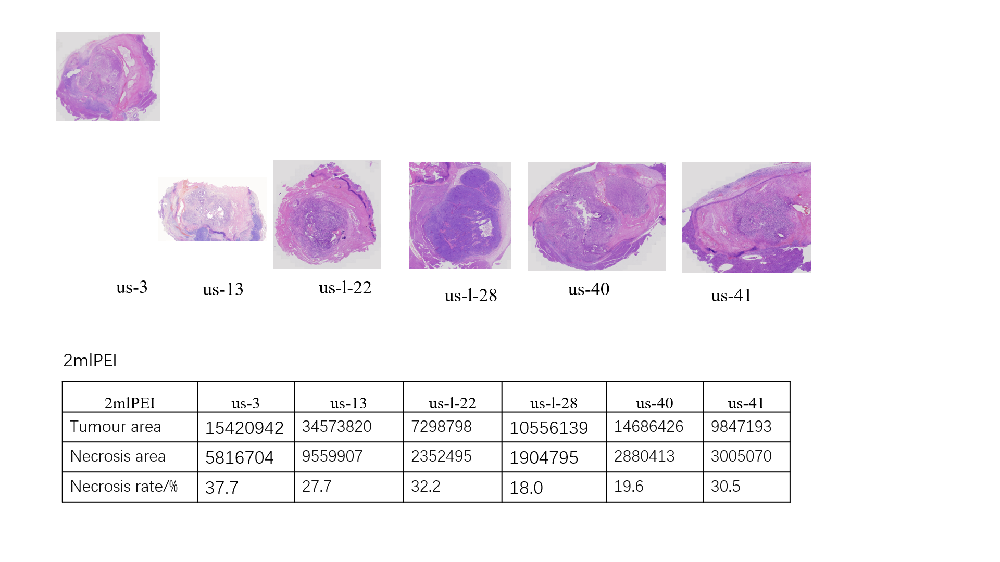 us-3 us-13 us-l-22 us-l-28 us-40 us-41
2mlPEI
2mlPEI us-3 us-13 us-l-22 us-l-28 us-40 us-41
Tumour area 15420942 34573820 7298798 10556139 14686426 9847193
Necrosis area 5816704 9559907 2352495 1904795 2880413 3005070
Necrosis rate/% 37.7 27.7 32.2 18.0 19.6 30.5